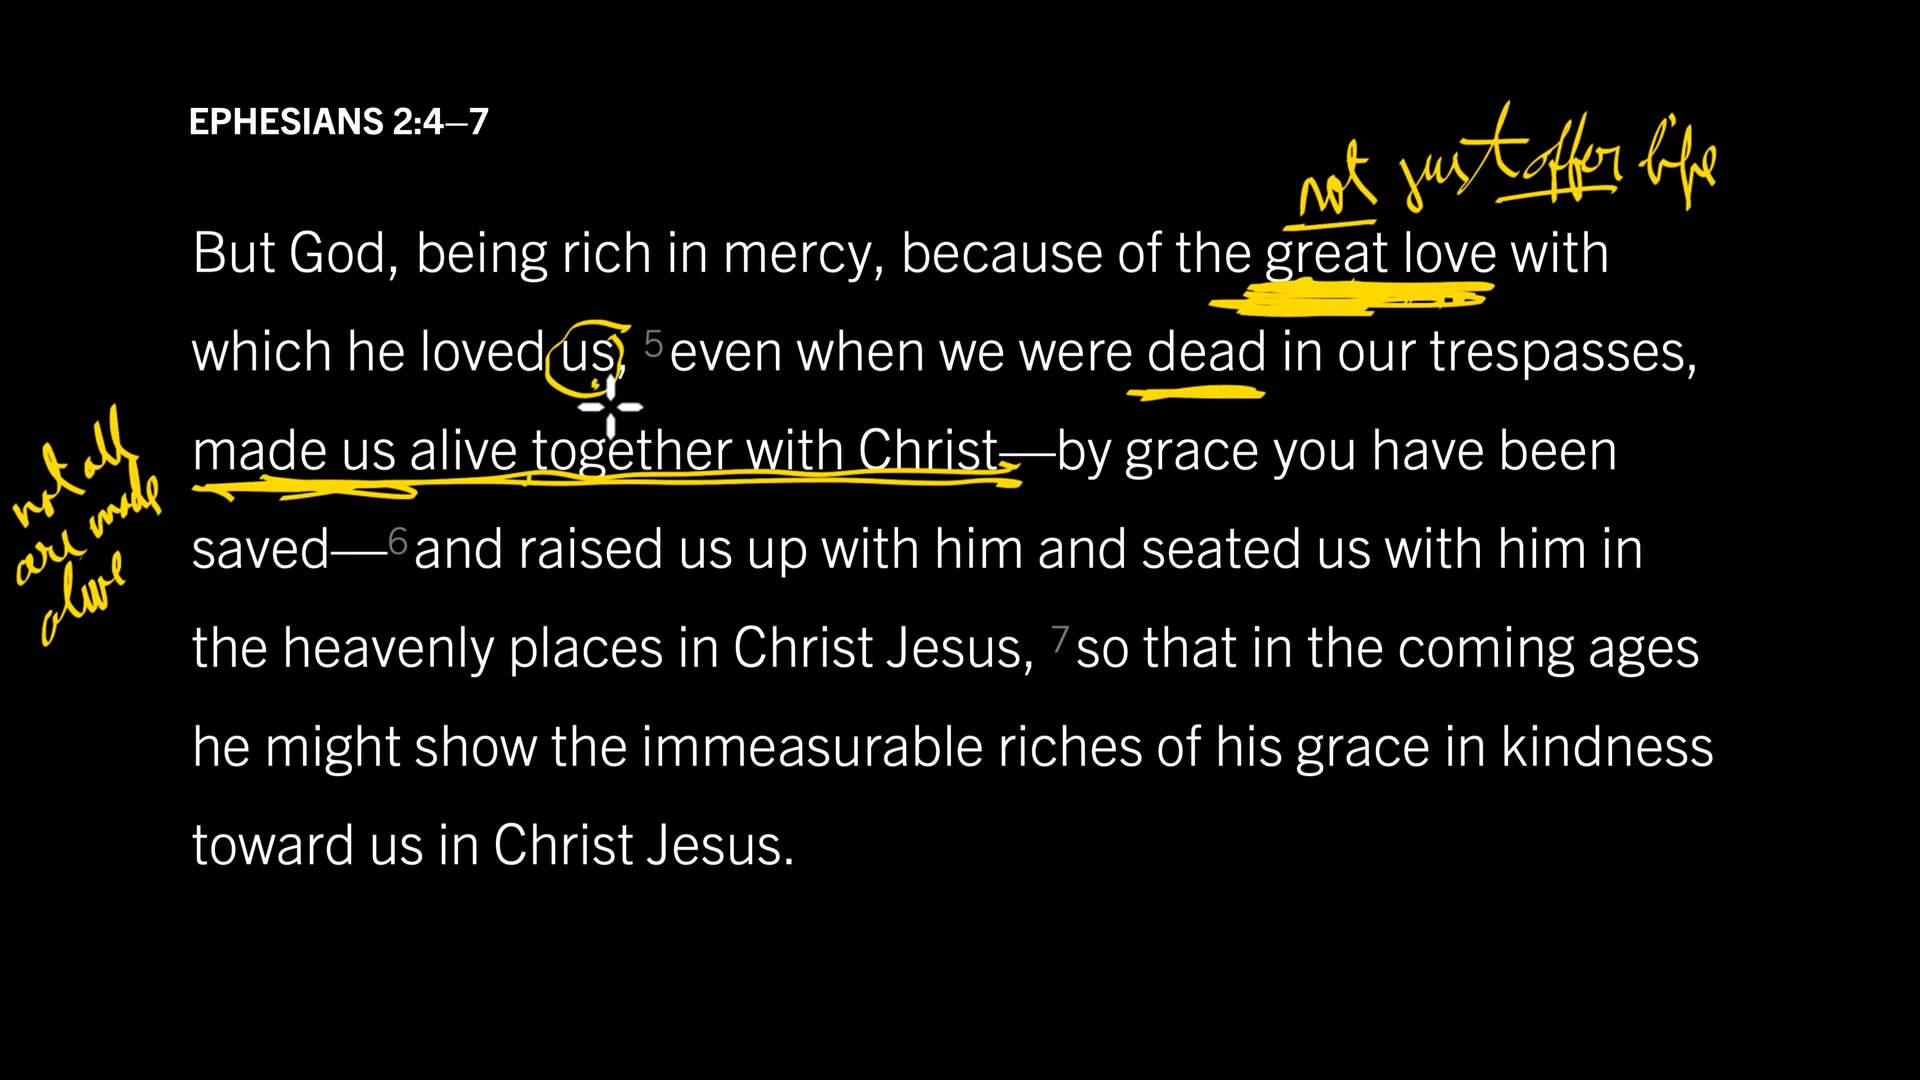 EPHESIANS 2:4—7
not just offer life
But God, being rich in mercy, because of the great love with
which he loved us, 5 even when we were dead in our trespasses,
made us alive together with Christ—by grace you have been
saved—6 and raised us up with him and seated us with him in
the heavenly places in Christ Jesus, 7 so that in the coming ages
he might show the immeasurable riches of his grace in kindness
toward us in Christ Jesus.
not all
are made
alive